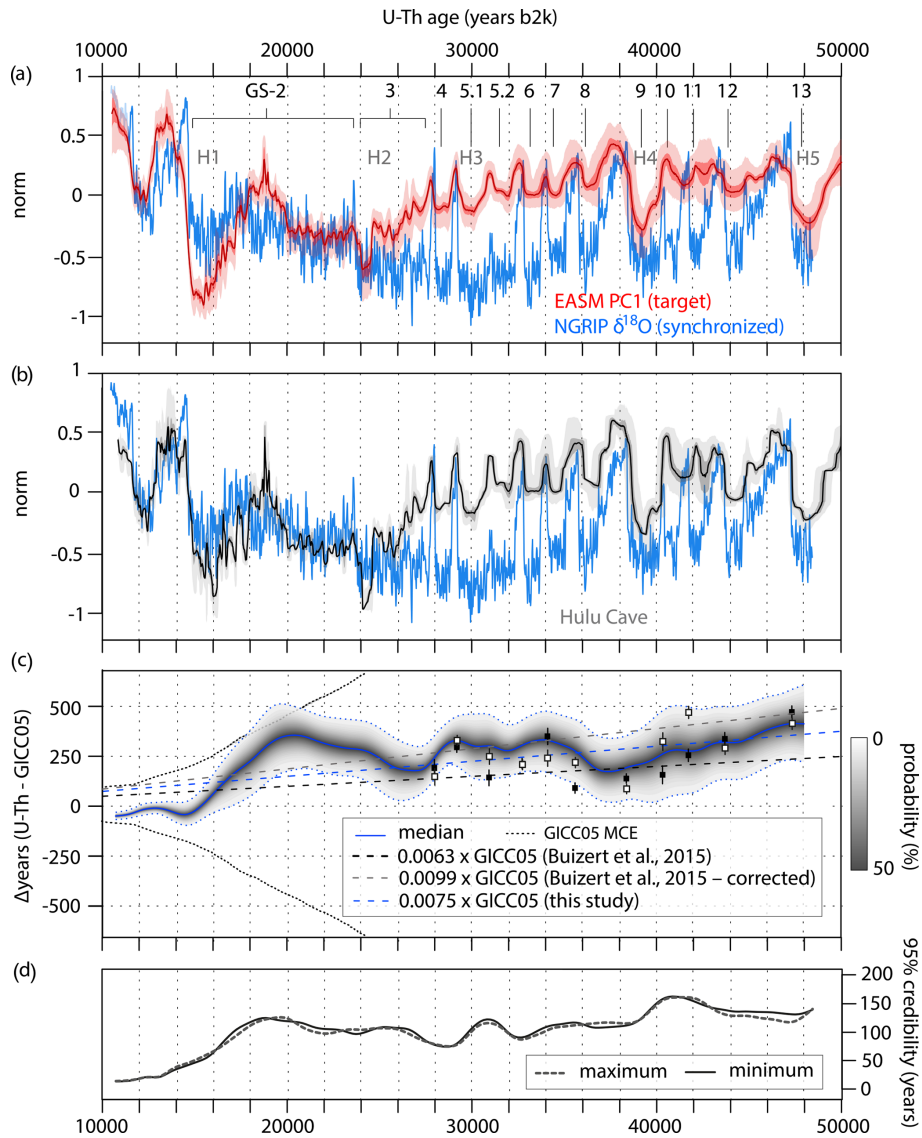 U-Th age (years b2k)
10000 20000 30000 40000 50000
(a)
1
0.5
0
-0.5
-1
norm
GS-2 3 4 5.1 5.2 6 7 8 9 10 11 12 13
H1 H2 H3 H4 H5
EASM PC1 (target)
NGRIP δ18O (synchronized)
(b)
1
0.5
0
-0.5
-1
norm
Hulu Cave
(c)
500
250
0
-250
-500
Δyears (U-Th - GICC05)
median
GICC05 MCE
0.0063 x GICC05 (Buizert et al., 2015)
0.0099 x GICC05 (Buizert et al., 2015 – corrected)
0.0075 x GICC05 (this study)
0
50
probability (%)
(d)
200
150
100
50
0
95% credibility (years)
maximum minimum
10000 20000 30000 40000 50000